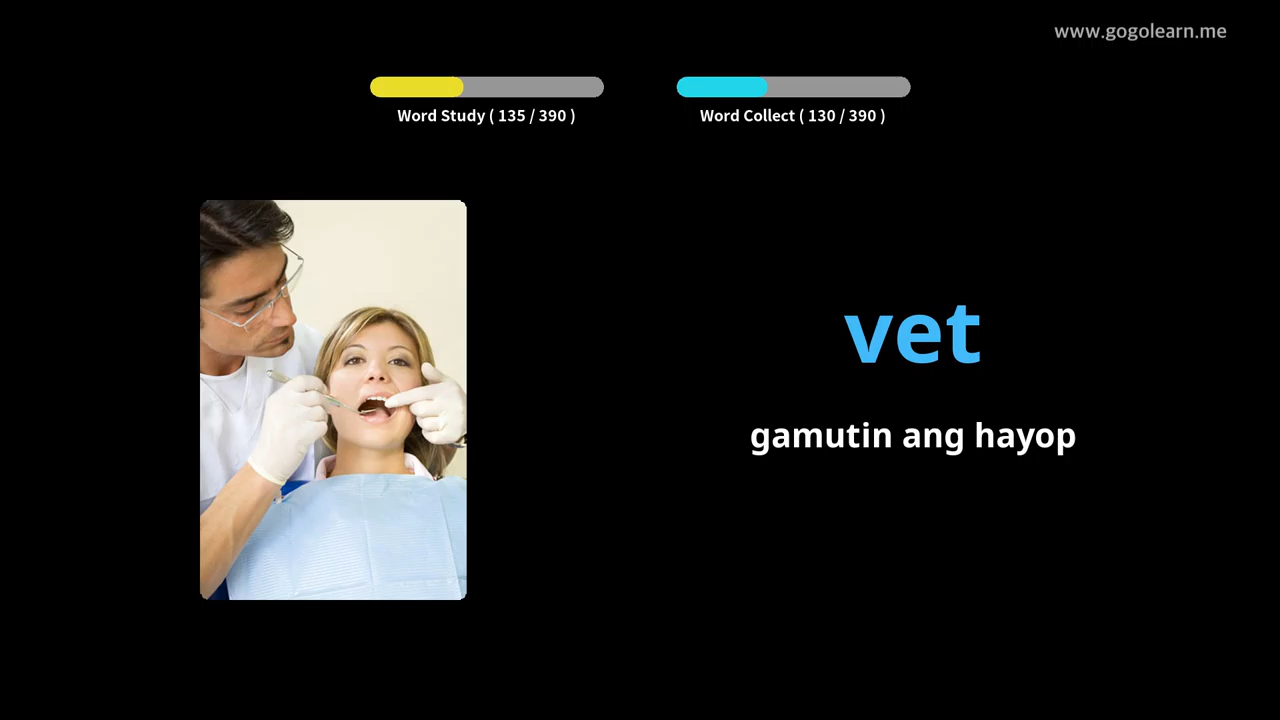 www.gogolearn.me
Word Study ( 135 / 390 )
Word Collect ( 130 / 390 )
vet
gamutin ang hayop